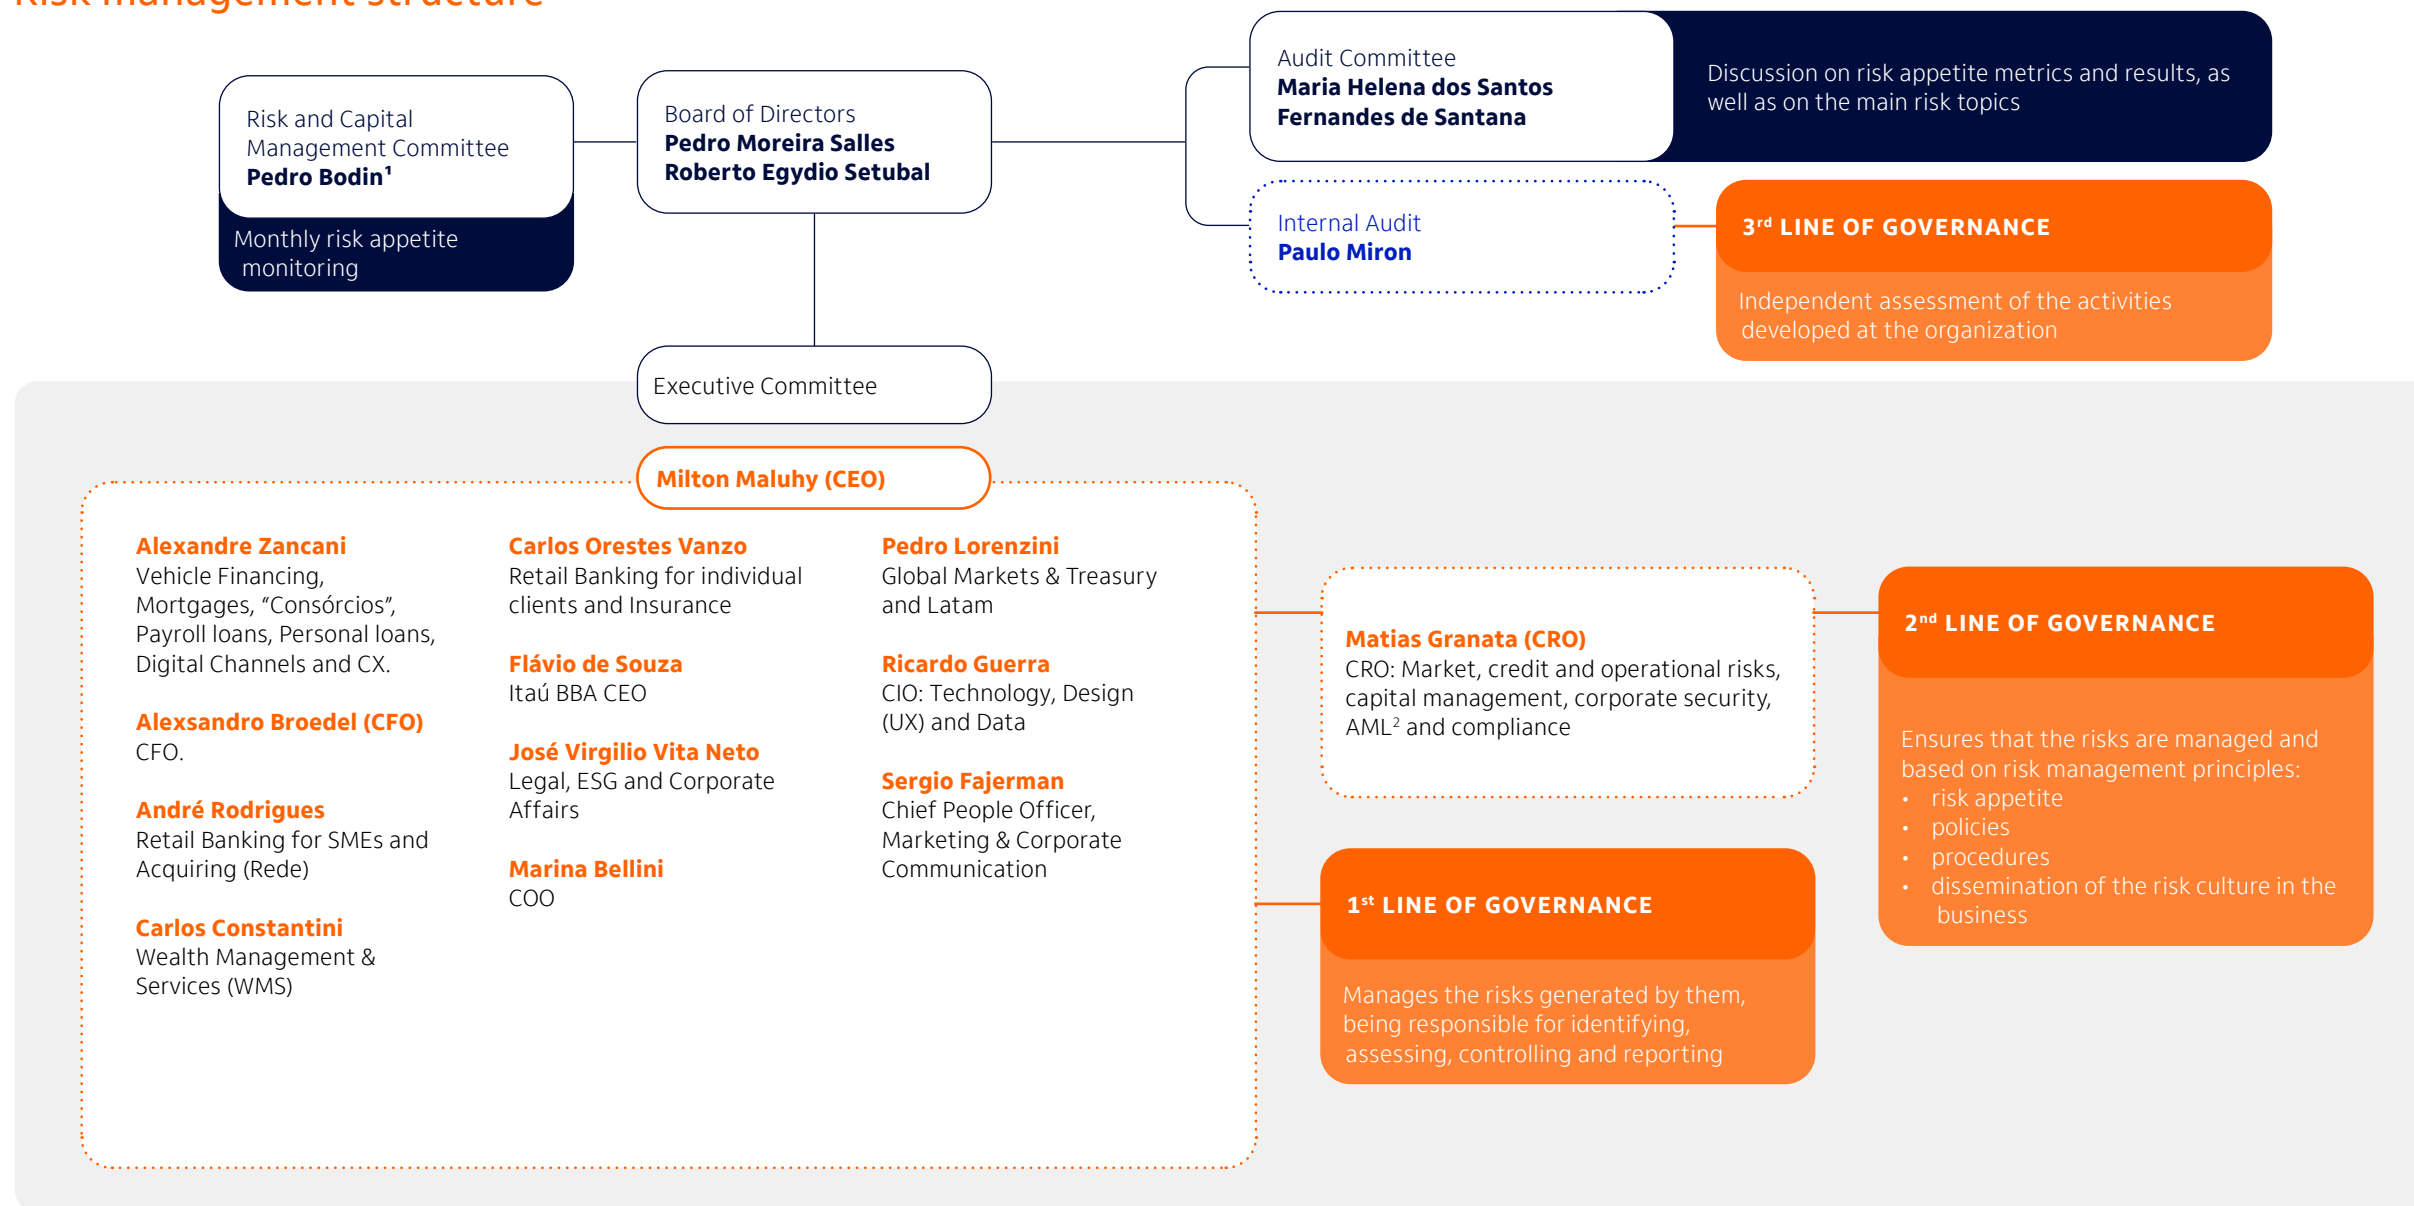 Risk management structure
Risk and Capital
Management Committee
Pedro Bodin¹
Monthly risk appetite
monitoring
Board of Directors
Pedro Moreira Salles
Roberto Egydio Setubal
Audit Committee
Maria Helena dos Santos
Fernandes de Santana
Discussion on risk appetite metrics and results, as
well as on the main risk topics
Internal Audit
Paulo Miron
3rd LINE OF GOVERNANCE
Independent assessment of the activities
developed at the organization
Executive Committee
Milton Maluhy (CEO)
Alexandre Zancani
Vehicle Financing,
Mortgages, “Consórcios”,
Payroll loans, Personal loans,
Digital Channels and CX.
Alexsandro Broedel (CFO)
CFO.
André Rodrigues
Retail Banking for SMEs and
Acquiring (Rede)
Carlos Constantini
Wealth Management &
Services (WMS)
Carlos Orestes Vanzo
Retail Banking for individual
clients and Insurance
Flávio de Souza
Itaú BBA CEO
José Virgilio Vita Neto
Legal, ESG and Corporate
Affairs
Marina Bellini
COO
Pedro Lorenzini
Global Markets & Treasury
and Latam
Ricardo Guerra
CIO: Technology, Design
(UX) and Data
Sergio Fajerman
Chief People Officer,
Marketing & Corporate
Communication
Matias Granata (CRO)
CRO: Market, credit and operational risks,
capital management, corporate security,
AML² and compliance
2nd LINE OF GOVERNANCE
Ensures that the risks are managed and
based on risk management principles:
• risk appetite
• policies
• procedures
• dissemination of the risk culture in the
business
1st LINE OF GOVERNANCE
Manages the risks generated by them,
being responsible for identifying,
assessing, controlling and reporting